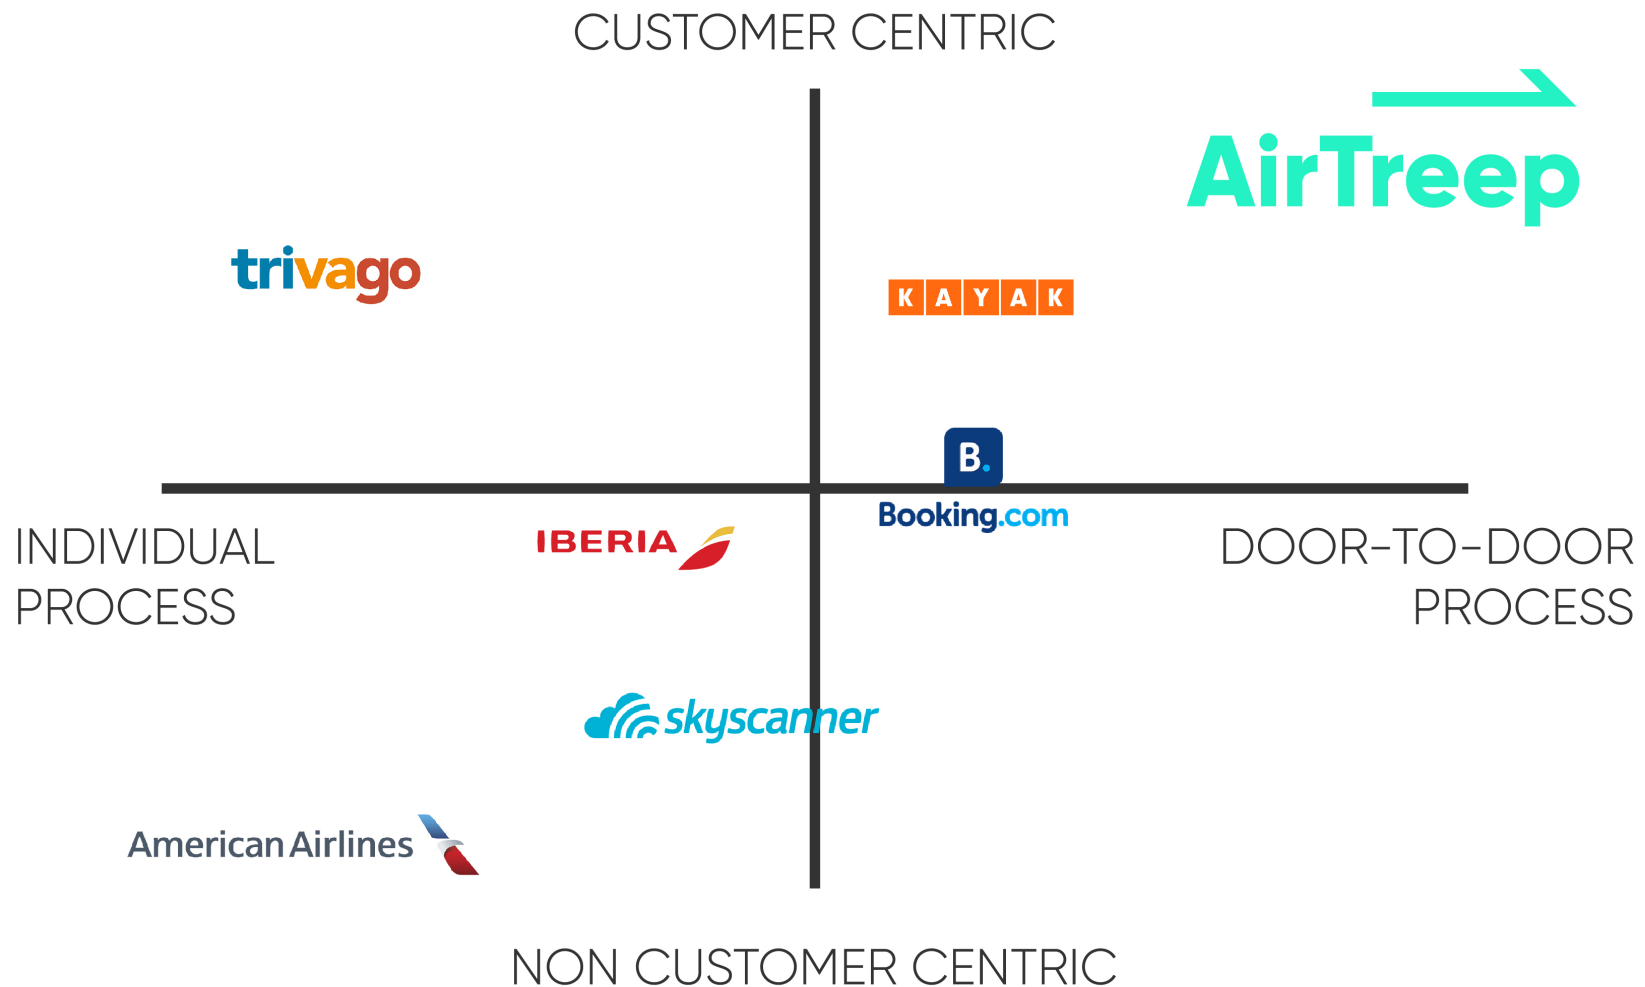 CUSTOMER CENTRIC
AirTreep
trivago
KAYAK
B.
Booking.com
IBERIA
INDIVIDUAL
PROCESS
DOOR-TO-DOOR
PROCESS
skyscanner
American Airlines
NON CUSTOMER CENTRIC